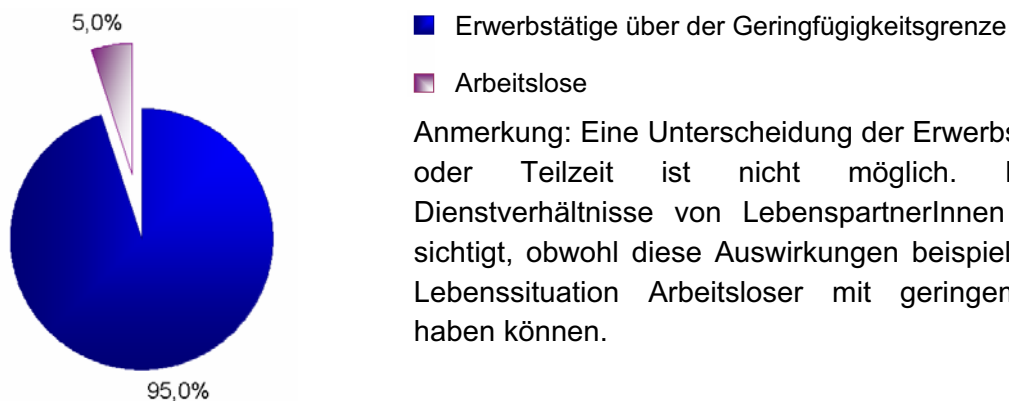 5,0%
Erwerbstätige über der Geringfügigkeitsgrenze
Arbeitslose
Anmerkung: Eine Unterscheidung der Erwerbs
oder Teilzeit ist nicht möglich.
Dienstverhältnisse von LebenspartnerInnen
sichtigt, obwohl diese Auswirkungen beispiel
Lebenssituation Arbeitsloser mit geringe
haben können.
95,0%